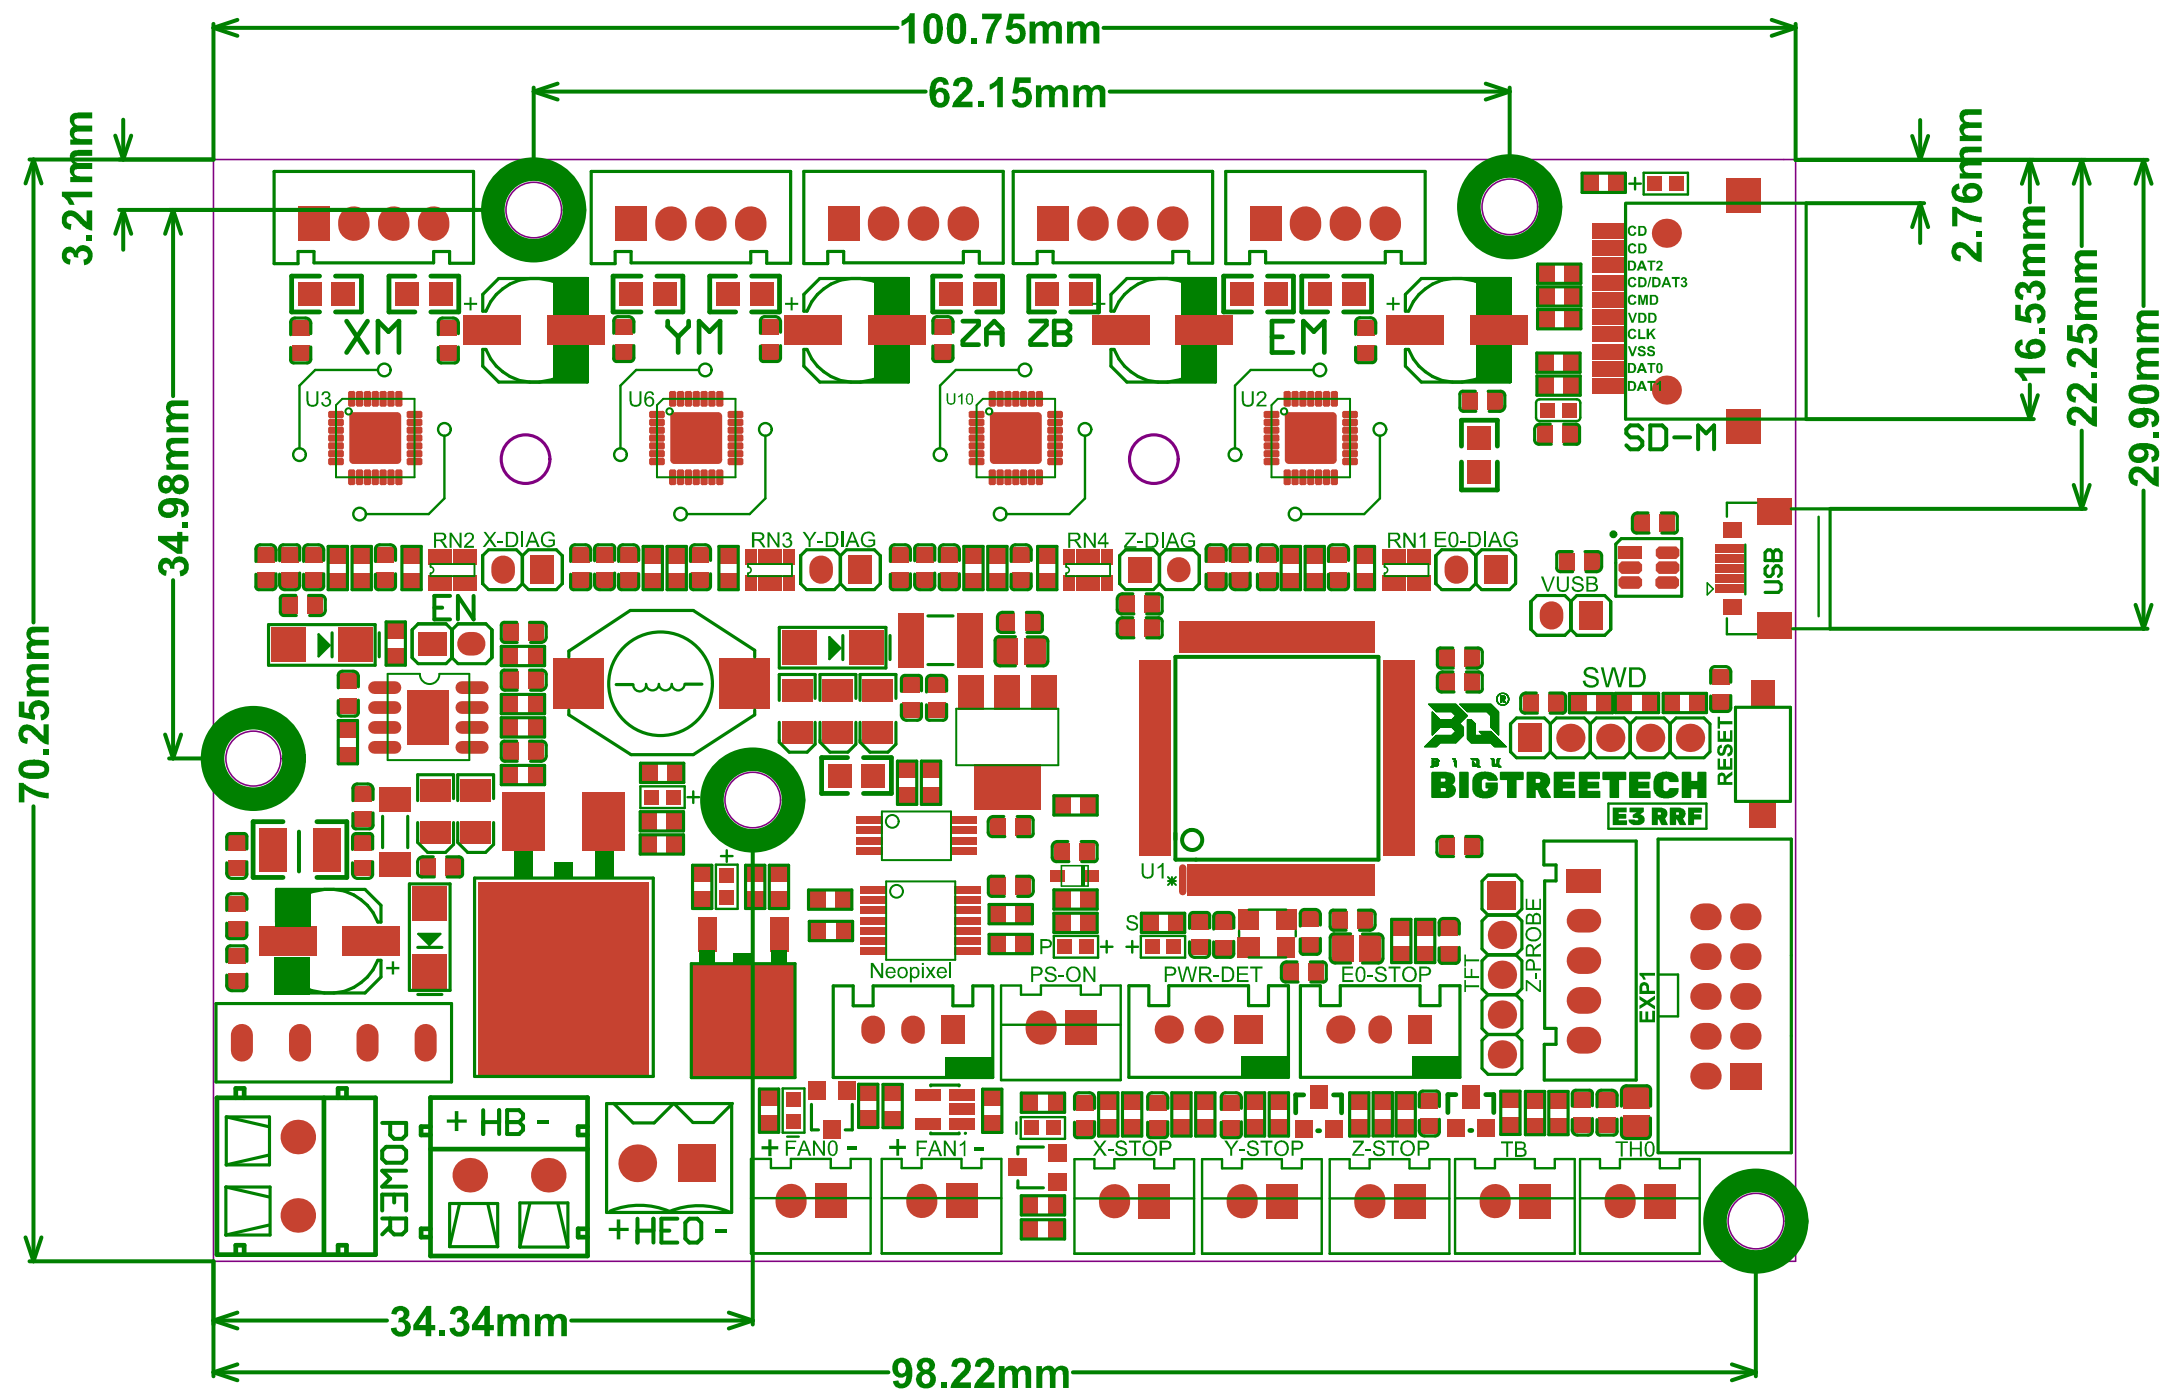 100.75mm
62.15mm
3.21mm
2.76mm
16.53mm
22.25mm
29.90mm
34.98mm
70.25mm
+
CD
CD
DAT2
CD/DAT3
CMD
VDD
CLK
VSS
DAT0
DAT1
SD-M
+ + + +
XM YM ZA ZB EM
U3 U6 U10 U2
RN2 X-DIAG RN3 Y-DIAG RN4 Z-DIAG RN1 E0-DIAG
USB
VUSB
EN
SWD
RESET
®
BIQU
BIGTREETECH
E3 RRF
+
+
U1
*
S
P + +
+
Neopixel PS-ON PWR-DET E0-STOP
TFT
Z-PROBE
EXP1
POWER
+ HB -
+HE0-
+ FAN0 - + FAN1 - X-STOP Y-STOP Z-STOP TB TH0
34.34mm
98.22mm